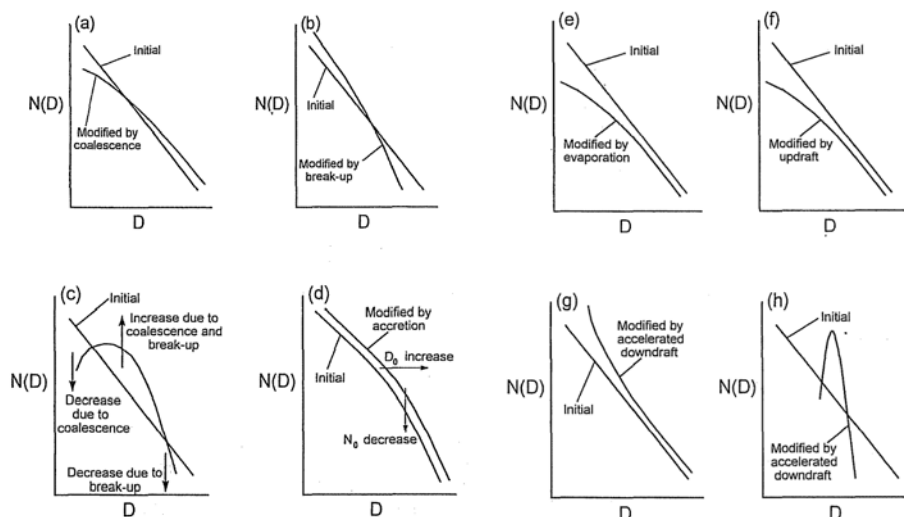 (a)
Initial
N(D)
Modified by
coalescence
D
(b)
N(D)
Initial
Modified by
break-up
D
(e)
Initial
N(D)
Modified by
evaporation
D
(f)
Initial
N(D)
Modified by
updraft
D
(c)
Initial
Increase due to
coalescence and
break-up
N(D)
Decrease
due to
coalescence
Decrease due to
break-up
D
(d)
Modified by
accretion
D₀ increase
N(D)
Initial
N₀ decrease
D
(g)
Modified by
accelerated
downdraft
N(D)
Initial
D
(h)
Initial
N(D)
Modified by
accelerated
downdraft
D